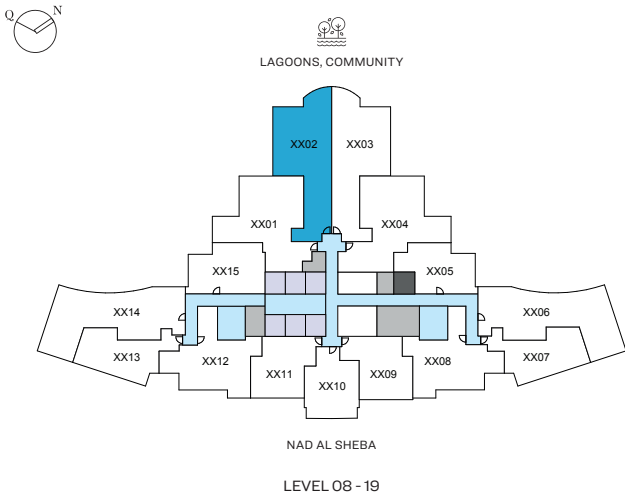 Q N
LAGOONS, COMMUNITY
XX02 XX03
XX01 XX04
XX15 XX05
XX14 XX06
XX13 XX12 XX11 XX10 XX09 XX08 XX07
NAD AL SHEBA
LEVEL 08 - 19